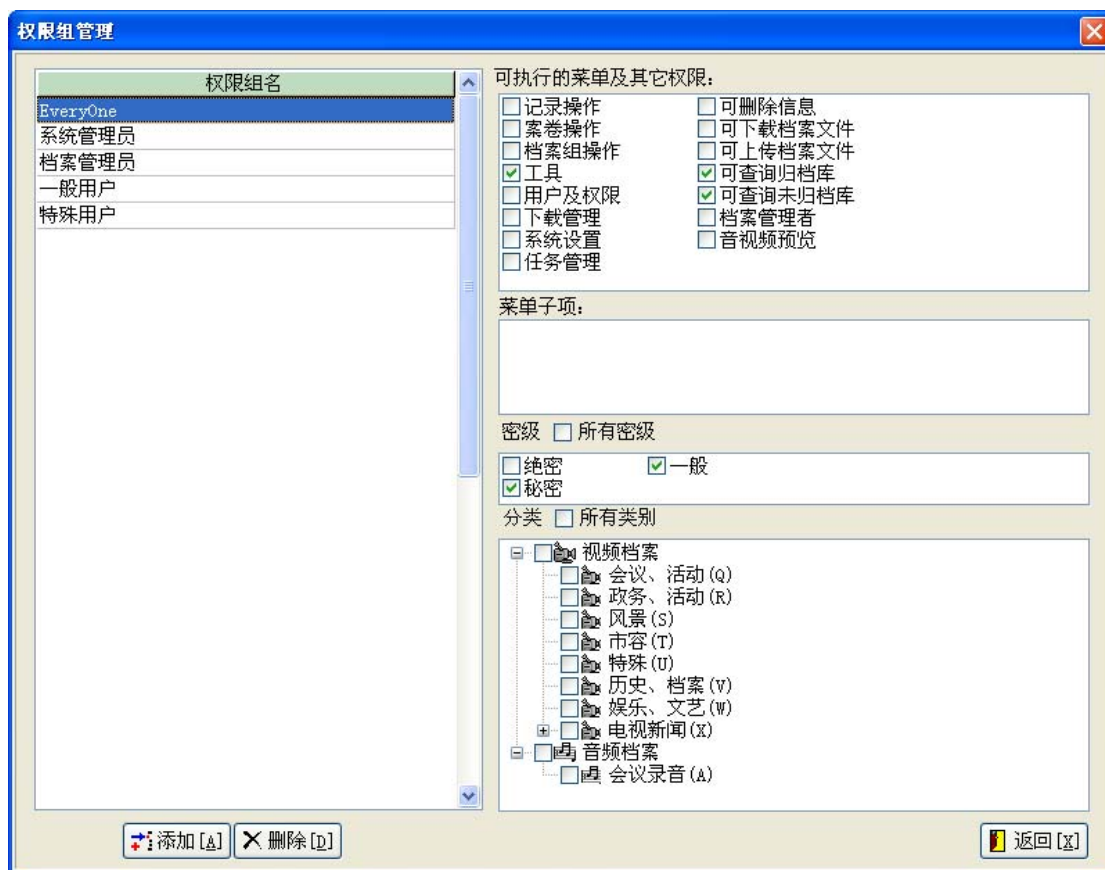 权限组管理
权限组名
EveryOne
系统管理员
档案管理员
一般用户
特殊用户
可执行的菜单及其它权限:
记录操作 可删除信息
案卷操作 可下载档案文件
档案组操作 可上传档案文件
工具 可查询归档库
用户及权限 可查询未归档库
下载管理 档案管理者
系统设置 音视频预览
任务管理
菜单子项:
密级 所有密级
绝密 一般
秘密
分类 所有类别
视频档案
会议、活动(Q)
政务、活动(R)
风景(S)
市容(T)
特殊(U)
历史、档案(V)
娱乐、文艺(W)
电视新闻(X)
音频档案
会议录音(A)
添加[A] 删除[D] 返回[X]